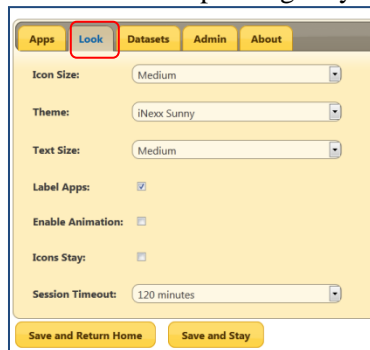 Apps Look Datasets Admin About
Icon Size: Medium
Theme: iNexx Sunny
Text Size: Medium
Label Apps:
Enable Animation:
Icons Stay:
Session Timeout: 120 minutes
Save and Return Home Save and Stay